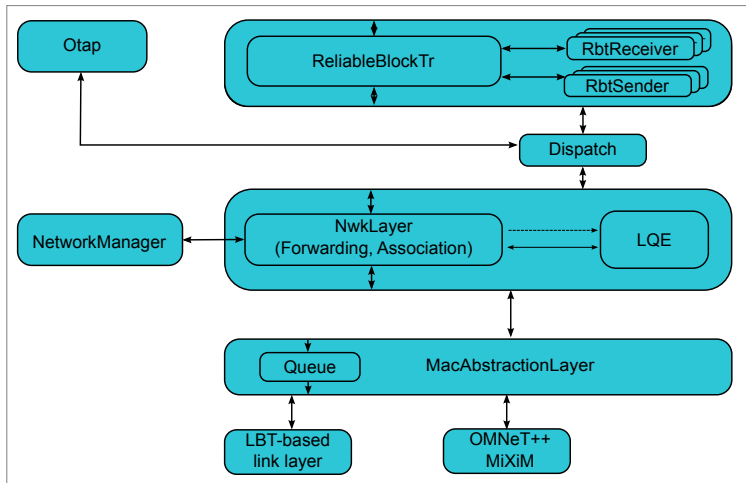 Otap
ReliableBlockTr
RbtReceiver
RbtSender
Dispatch
NetworkManager
NwkLayer
(Forwarding, Association)
LQE
Queue
MacAbstractionLayer
LBT-based
link layer
OMNeT++
MiXiM